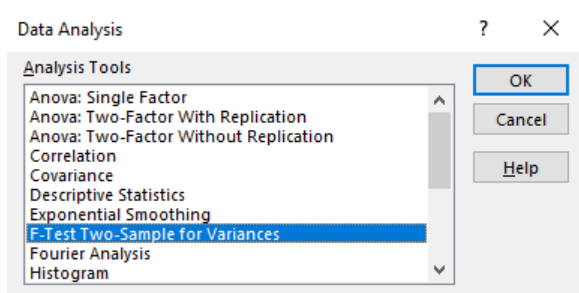 Data Analysis ? ×
Analysis Tools
OK
Anova: Single Factor
Anova: Two-Factor With Replication
Cancel
Anova: Two-Factor Without Replication
Correlation
Covariance
Help
Descriptive Statistics
Exponential Smoothing
F-Test Two-Sample for Variances
Fourier Analysis
Histogram